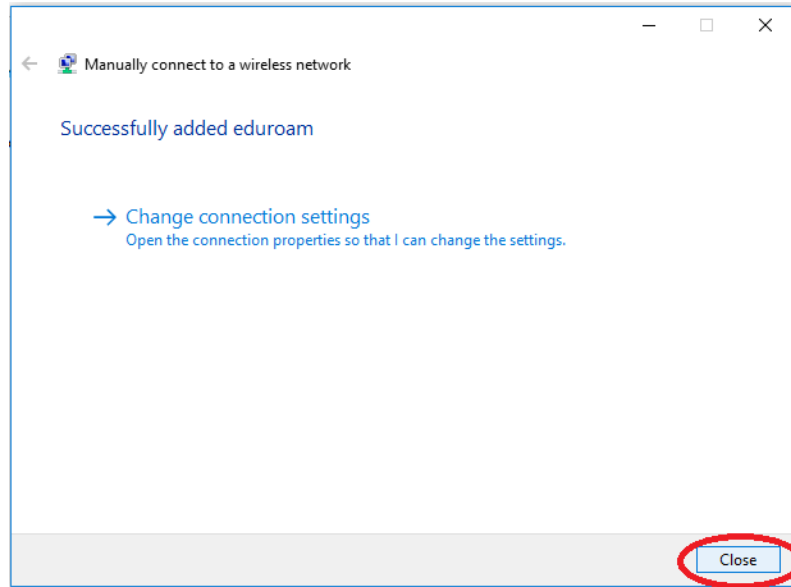 Manually connect to a wireless network
Successfully added eduroam
Change connection settings
Open the connection properties so that I can change the settings.
Close